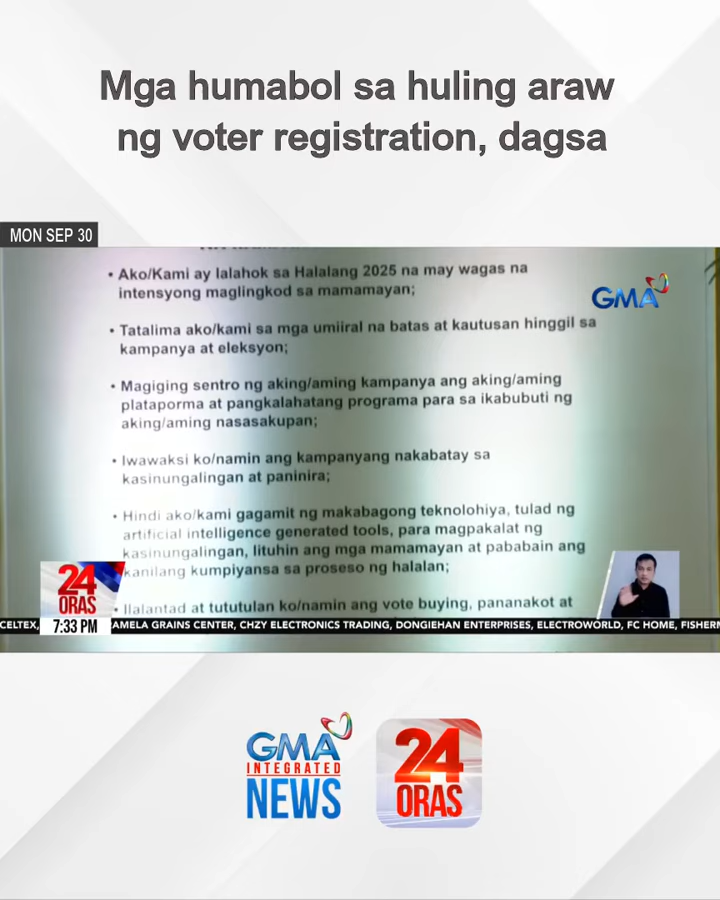 Mga humabol sa huling araw
ng voter registration, dagsa
MON SEP 30
• Ako/Kami ay lalahok sa Halalang 2025 na may wagas na
intensyong maglingkod sa mamamayan;
GMA
• Tatalima ako/kami sa mga umiiral na batas at kautusan hinggil sa
kampanya at eleksyon;
• Magiging sentro ng aking/aming kampanya ang aking/aming
plataporma at pangkalahatang programa para sa ikabubuti ng
aking/aming nasasakupan;
• Iwawaksi ko/namin ang kampanyang nakabatay sa
kasinungalingan at paninira;
• Hindi ako/kami gagamit ng makabagong teknolohiya, tulad ng
artificial intelligence generated tools, para magpakalat ng
kasinungalingan, lituhin ang mga mamamayan at pababain ang
kanilang kumpiyansa sa proseso ng halalan;
• Ilalantad at tututulan ko/namin ang vote buying, pananakot at
24
ORAS
7:33 PM
CELTEX, AMELA GRAINS CENTER, CHZY ELECTRONICS TRADING, DONGIEHAN ENTERPRISES, ELECTROWORLD, FC HOME, FISHERM
GMA
INTEGRATED
NEWS
24
ORAS